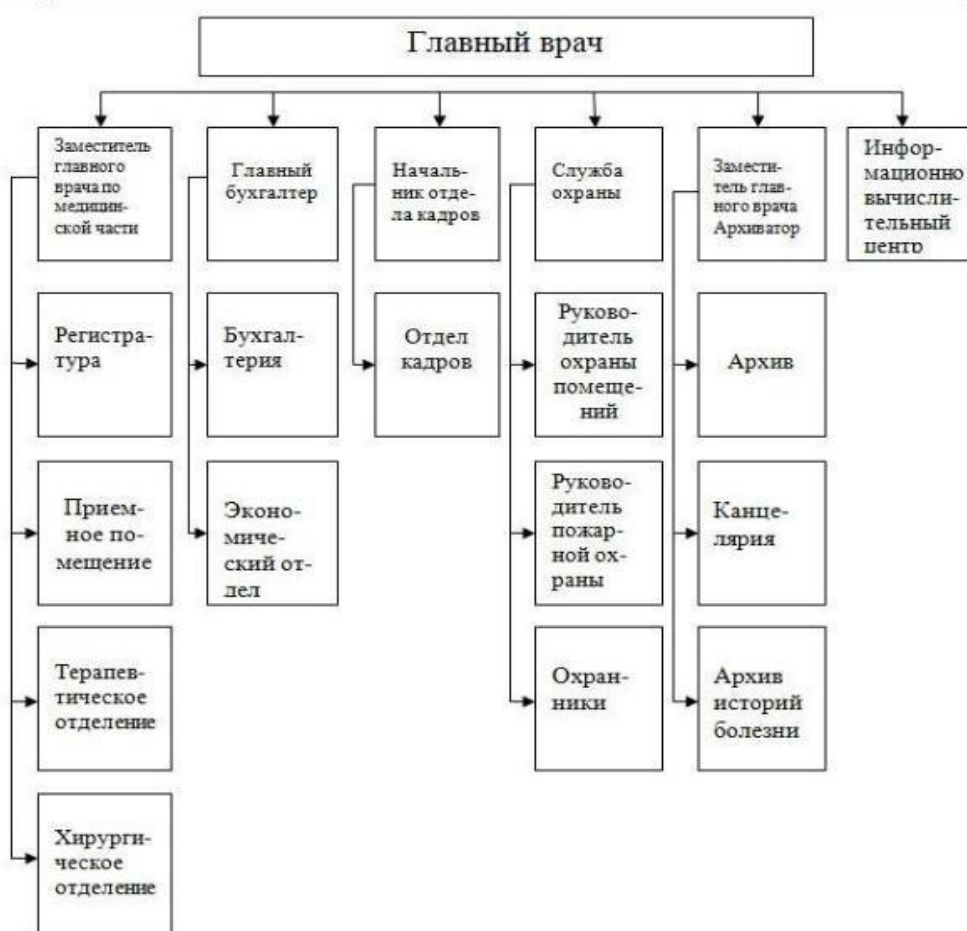 Главный врач
Заместитель
главного
врача по
медицин-
ской части
Главный
бухгалтер
Началь-
ник отде-
ла кадров
Служба
охраны
Замести-
тель глав-
ного врача
Архиватор
Инфор-
мационно
вычисли-
тельный
центр
Регистра-
тура
Бухгал-
терия
Отдел
кадров
Руково-
дитель
охраны
помеще-
ний
Архив
Прием-
ное по-
мещение
Эконо-
мичес-
кий от-
дел
Руково-
дитель
пожар-
ной ох-
раны
Канце-
лярия
Терапев-
тическое
отделение
Охран-
ники
Архив
историй
болезни
Хирурги-
ческое
отделение